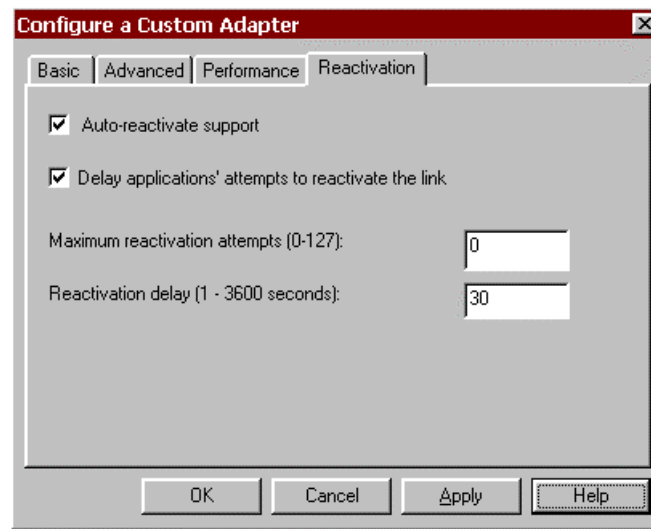 Configure a Custom Adapter
Basic Advanced Performance Reactivation
Auto-reactivate support
Delay applications' attempts to reactivate the link
Maximum reactivation attempts (0-127): 0
Reactivation delay (1 - 3600 seconds): 30
OK Cancel Apply Help